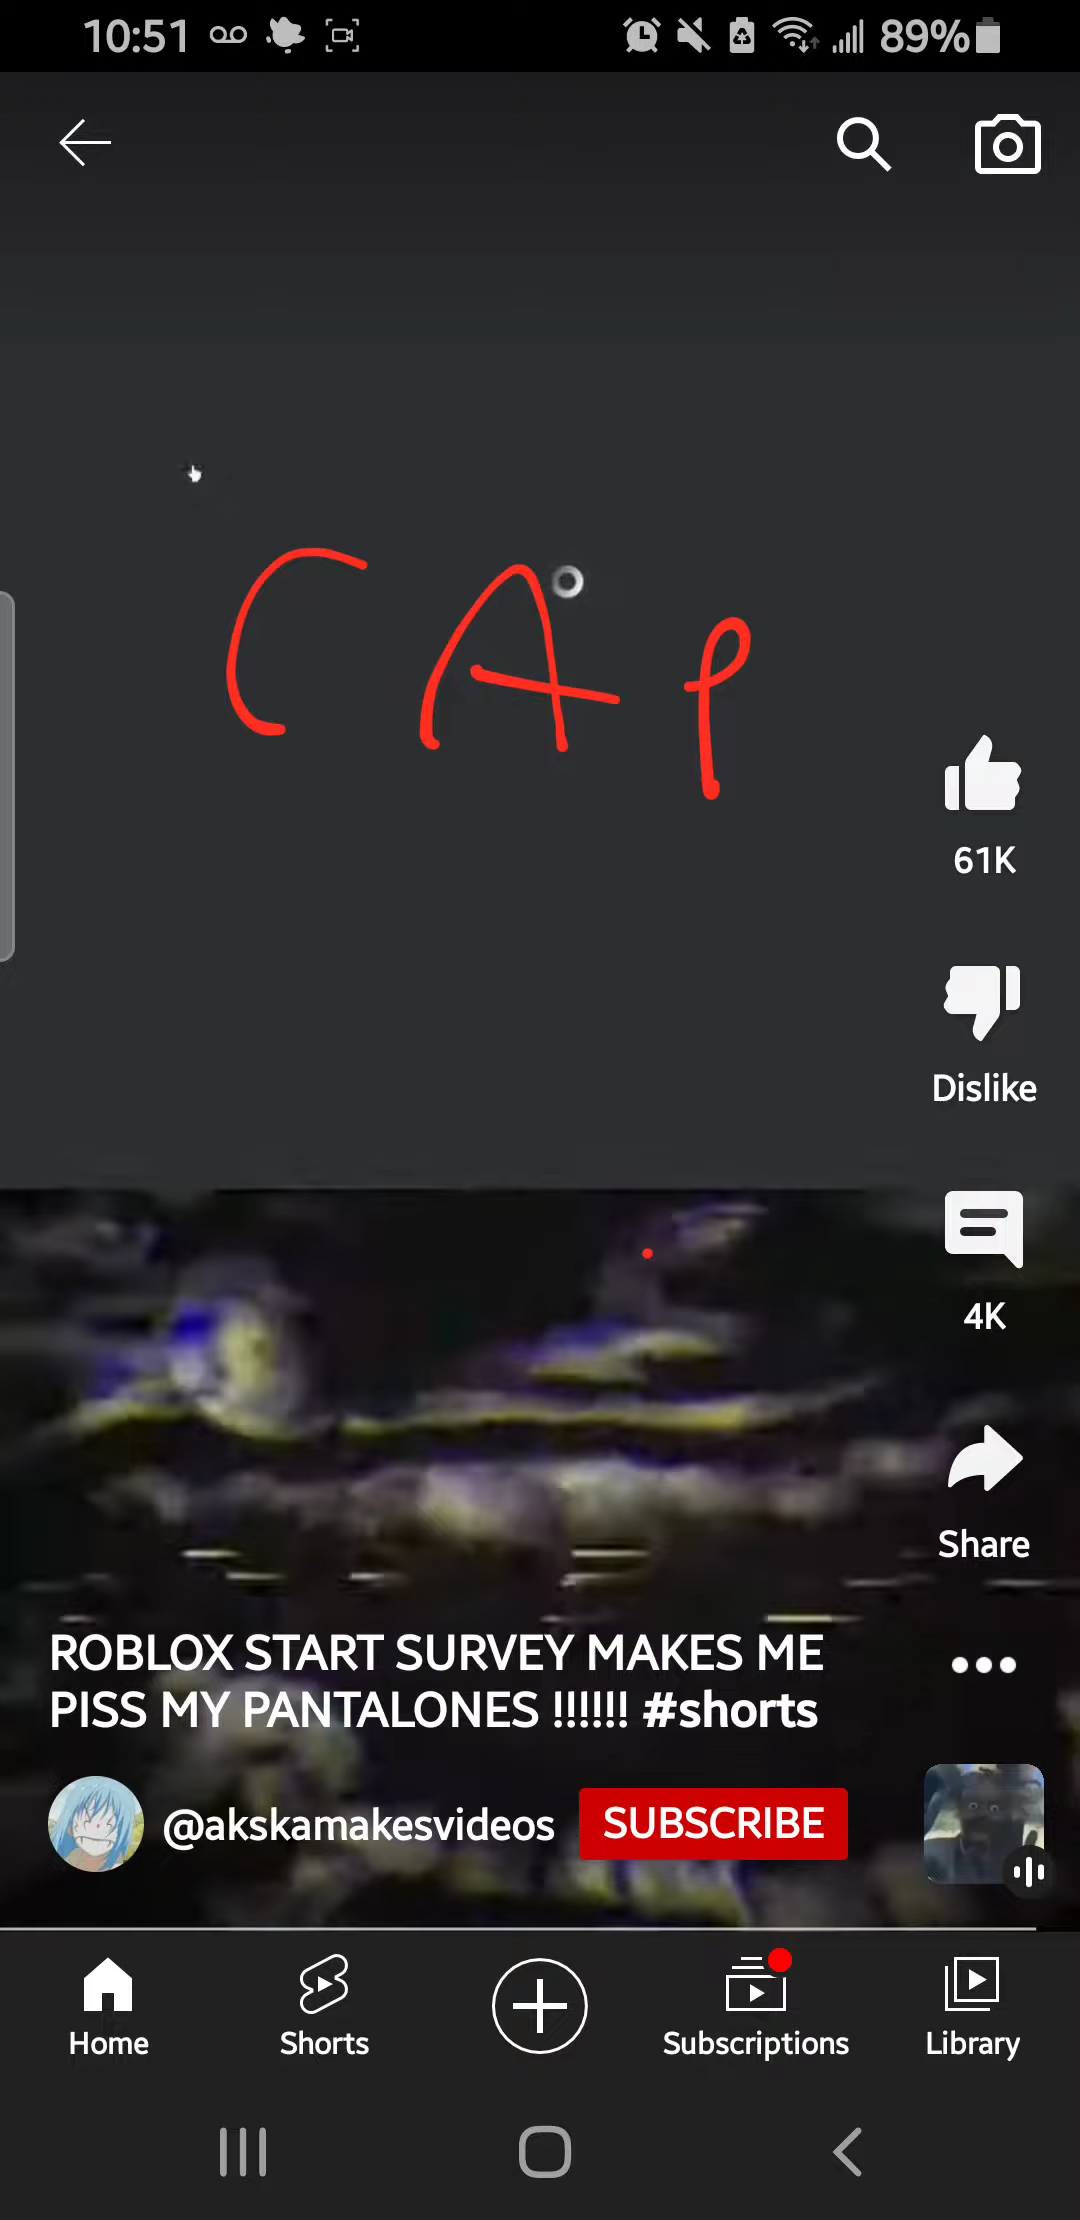 10:51 89%
CAp
61K
Dislike
4K
Share
ROBLOX START SURVEY MAKES ME
PISS MY PANTALONES !!!!!! #shorts
@akskamakesvideos SUBSCRIBE
Home Shorts Subscriptions Library